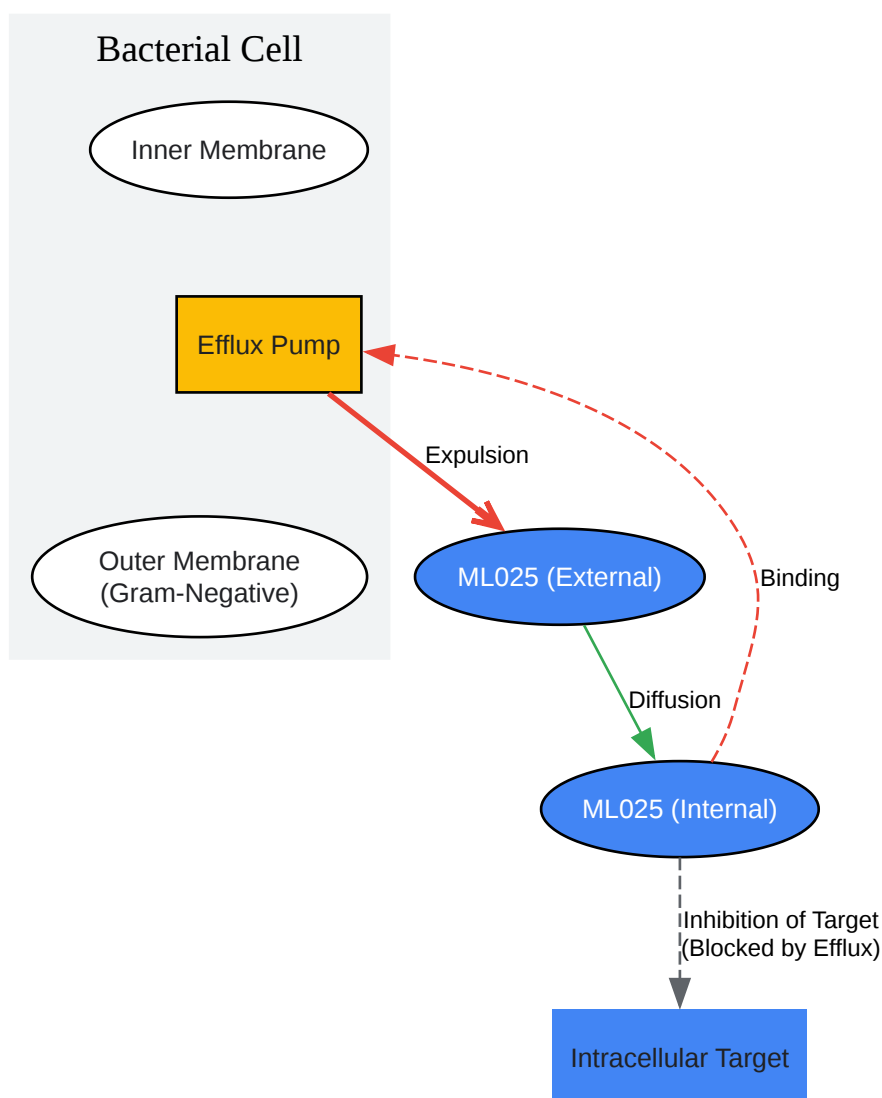 Bacterial Cell
Inner Membrane
Efflux Pump
Expulsion
Outer Membrane
(Gram-Negative)
ML025 (External)
Binding
Diffusion
ML025 (Internal)
Inhibition of Target
(Blocked by Efflux)
Intracellular Target